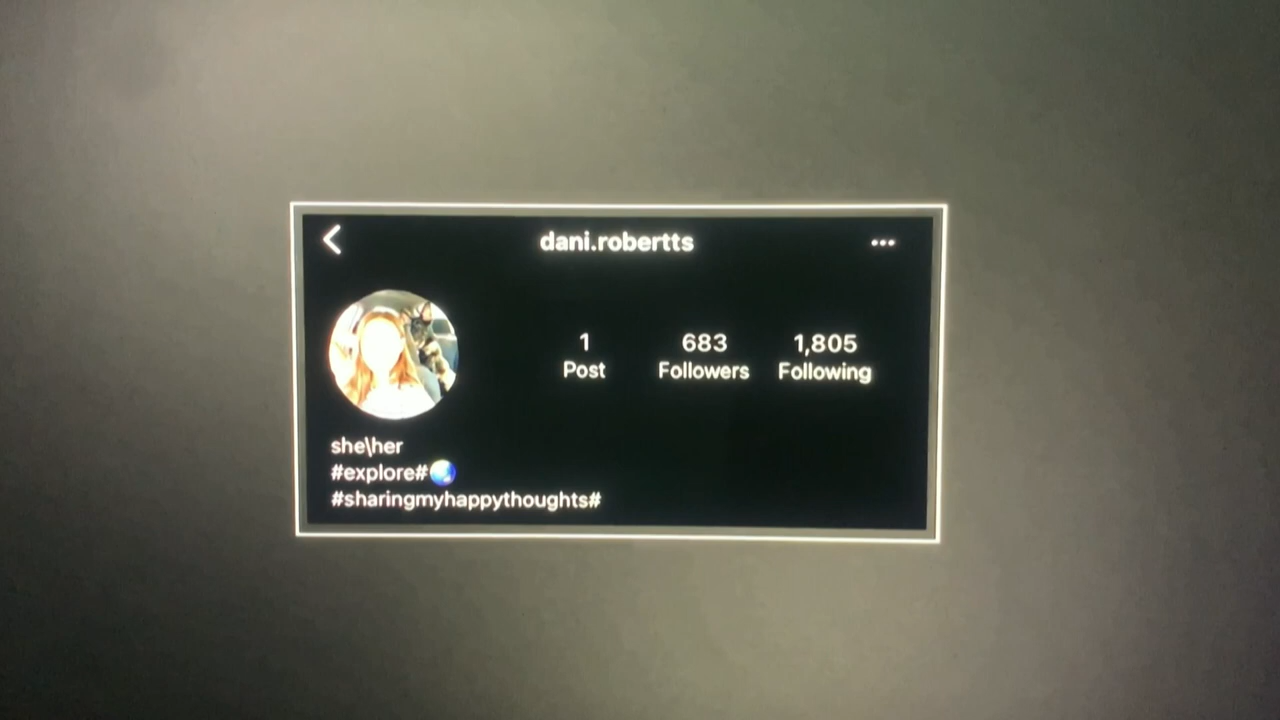 dani.robertts
1 683 1,805
Post Followers Following
she\her
#explore#🌏
#sharingmyhappythoughts#